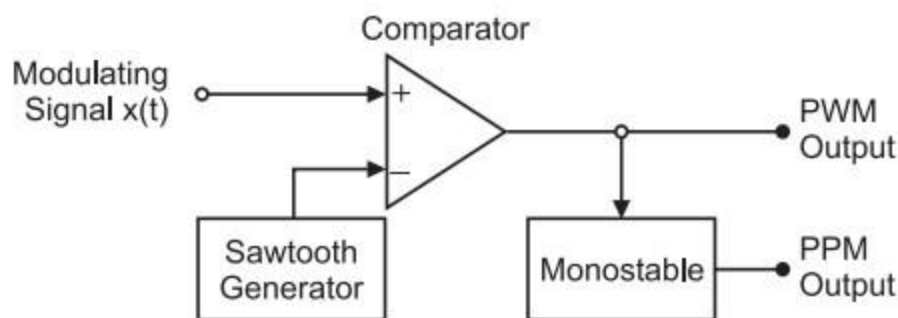 Comparator
Modulating
Signal x(t)
+
–
PWM
Output
Sawtooth
Generator
Monostable
PPM
Output